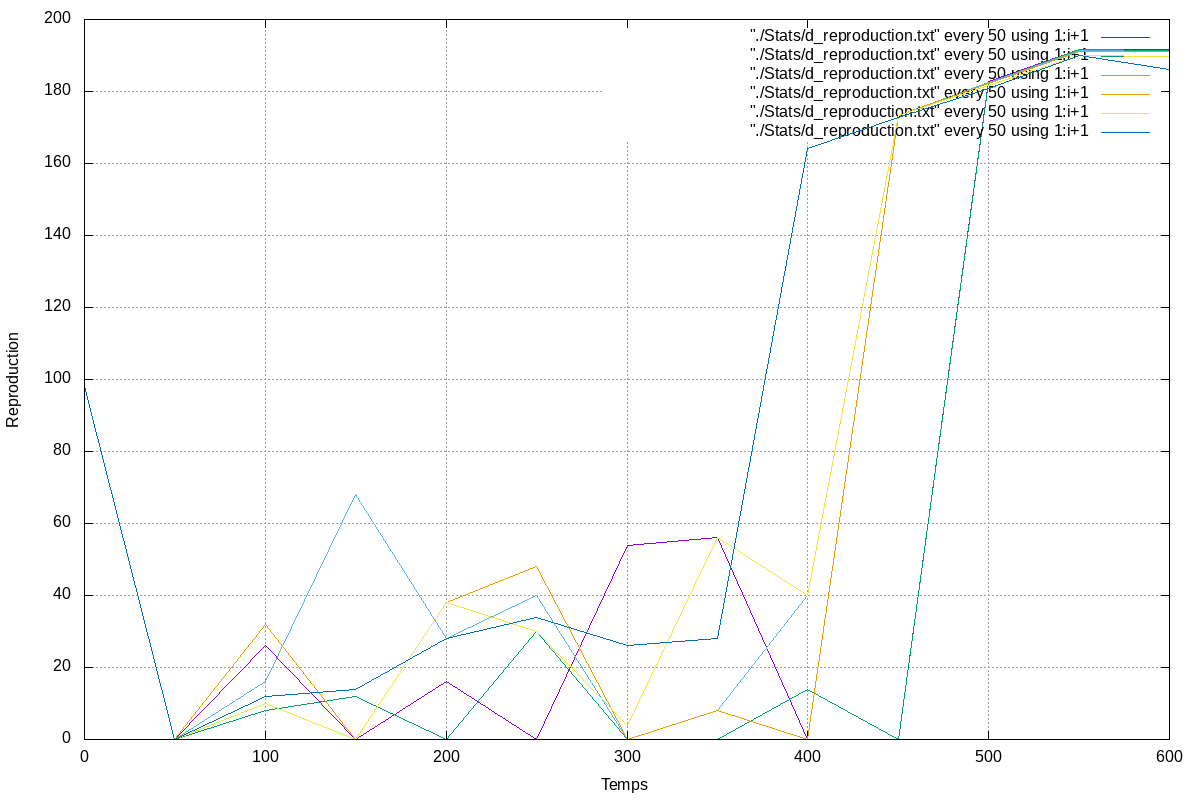 200
180
160
140
120
100
80
60
40
20
0
Reproduction
"./Stats/d_reproduction.txt" every 50 using 1:i+1
"./Stats/d_reproduction.txt" every 50 using 1:i+1
"./Stats/d_reproduction.txt" every 50 using 1:i+1
"./Stats/d_reproduction.txt" every 50 using 1:i+1
"./Stats/d_reproduction.txt" every 50 using 1:i+1
"./Stats/d_reproduction.txt" every 50 using 1:i+1
0 100 200 300 400 500 600
Temps